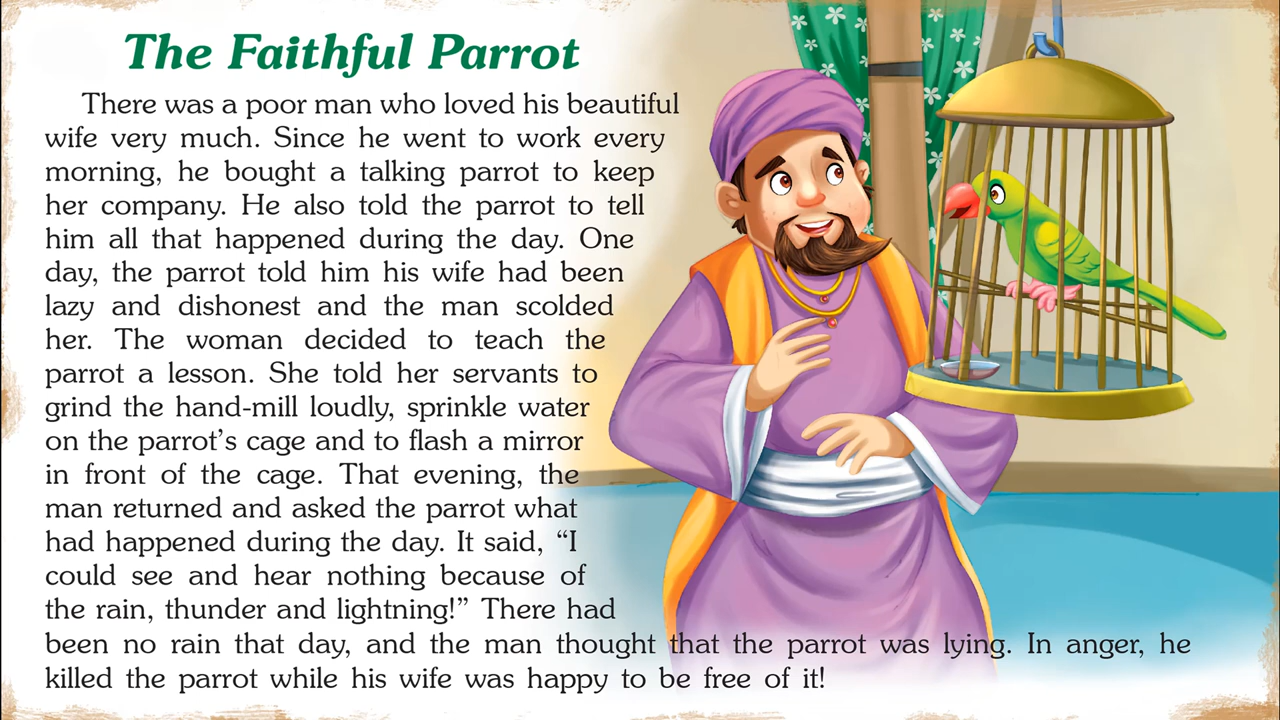 The Faithful Parrot
There was a poor man who loved his beautiful
wife very much. Since he went to work every
morning, he bought a talking parrot to keep
her company. He also told the parrot to tell
him all that happened during the day. One
day, the parrot told him his wife had been
lazy and dishonest and the man scolded
her. The woman decided to teach the
parrot a lesson. She told her servants to
grind the hand-mill loudly, sprinkle water
on the parrot’s cage and to flash a mirror
in front of the cage. That evening, the
man returned and asked the parrot what
had happened during the day. It said, “I
could see and hear nothing because of
the rain, thunder and lightning!” There had
been no rain that day, and the man thought that the parrot was lying. In anger, he
killed the parrot while his wife was happy to be free of it!